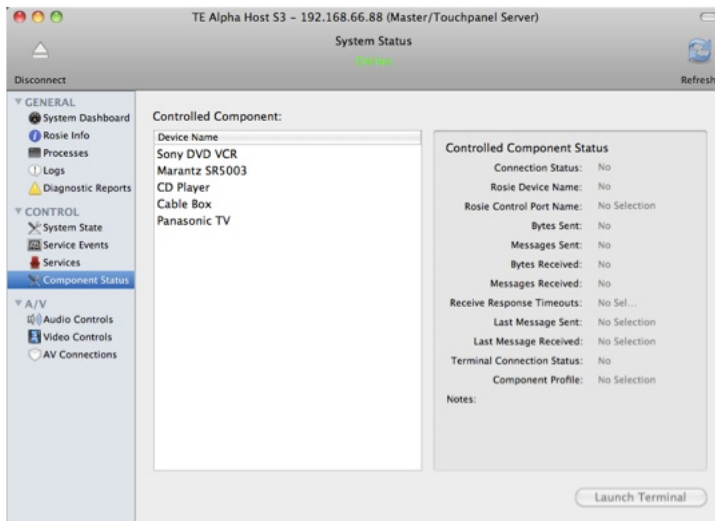 TE Alpha Host S3 – 192.168.66.88 (Master/Touchpanel Server)
System Status
Disconnect
Refresh
GENERAL
System Dashboard
Rosie Info
Processes
Logs
Diagnostic Reports
CONTROL
System State
Service Events
Services
Component Status
A/V
Audio Controls
Video Controls
AV Connections
Controlled Component:
Device Name
Sony DVD VCR
Marantz SR5003
CD Player
Cable Box
Panasonic TV
Controlled Component Status
Connection Status: No
Rosie Device Name: No
Rosie Control Port Name: No Selection
Bytes Sent: No
Messages Sent: No
Bytes Received: No
Messages Received: No
Receive Response Timeouts: No Sel...
Last Message Sent: No Selection
Last Message Received: No Selection
Terminal Connection Status: No
Component Profile: No Selection
Notes:
Launch Terminal